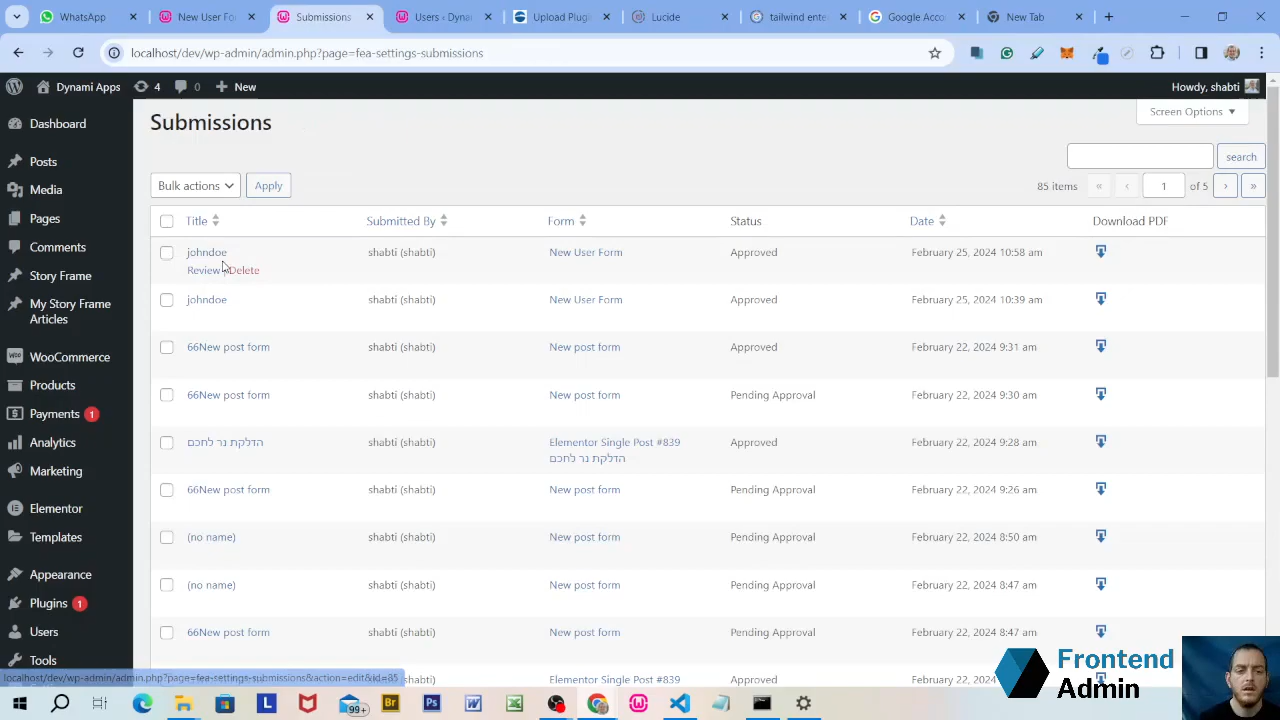 WhatsApp
New User For
Submissions
Users ‹ Dynar
Upload Plugin
Lucide
tailwind ente
Google Acco
New Tab
localhost/dev/wp-admin/admin.php?page=fea-settings-submissions
Dynami Apps
4
0
New
Howdy, shabti
Dashboard
Posts
Media
Pages
Comments
Story Frame
My Story Frame
Articles
WooCommerce
Products
Payments 1
Analytics
Marketing
Elementor
Templates
Appearance
Plugins 1
Users
Tools
Submissions
Screen Options
search
Bulk actions
Apply
85 items « ‹ 1 of 5 › »
Title Submitted By Form Status Date Download PDF
johndoe shabti (shabti) New User Form Approved February 25, 2024 10:58 am
Review Delete
johndoe shabti (shabti) New User Form Approved February 25, 2024 10:39 am
66New post form shabti (shabti) New post form Approved February 22, 2024 9:31 am
66New post form shabti (shabti) New post form Pending Approval February 22, 2024 9:30 am
הדלקת נר לחכם shabti (shabti) Elementor Single Post #839 Approved February 22, 2024 9:28 am
הדלקת נר לחכם
66New post form shabti (shabti) New post form Pending Approval February 22, 2024 9:26 am
(no name) shabti (shabti) New post form Pending Approval February 22, 2024 8:50 am
(no name) shabti (shabti) New post form Pending Approval February 22, 2024 8:47 am
66New post form shabti (shabti) New post form Pending Approval February 22, 2024 8:47 am
shabti (shabti) Elementor Single Post #839 Approved February 22, 2024
localhost/dev/wp-admin/admin.php?page=fea-settings-submissions&action=edit&id=85
Frontend
Admin
99+